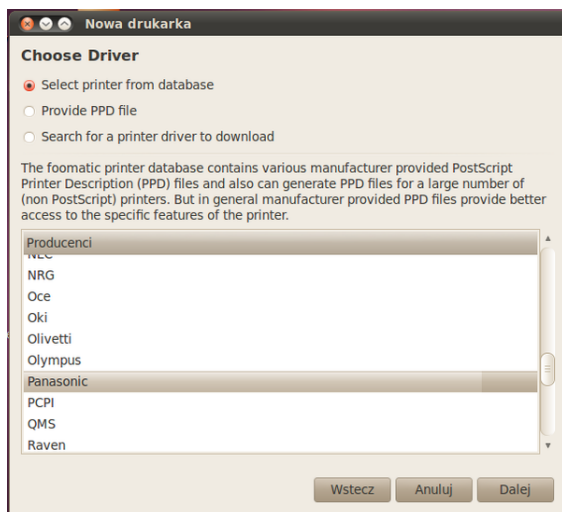 Nowa drukarka
Choose Driver
Select printer from database
Provide PPD file
Search for a printer driver to download
The foomatic printer database contains various manufacturer provided PostScript
Printer Description (PPD) files and also can generate PPD files for a large number of
(non PostScript) printers. But in general manufacturer provided PPD files provide better
access to the specific features of the printer.
Producenci
NEC
NRG
Oce
Oki
Olivetti
Olympus
Panasonic
PCPI
QMS
Raven
Wstecz Anuluj Dalej